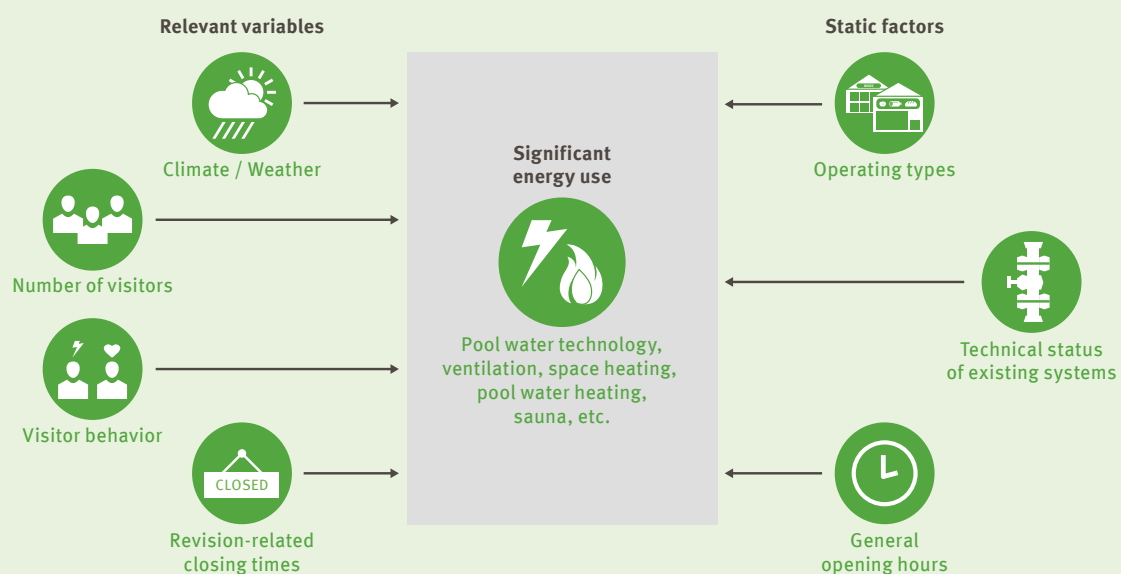 Relevant variables
Climate / Weather
Number of visitors
Visitor behavior
CLOSED
Revision-related
closing times
Significant
energy use
Pool water technology,
ventilation, space heating,
pool water heating,
sauna, etc.
Static factors
Operating types
Technical status
of existing systems
General
opening hours